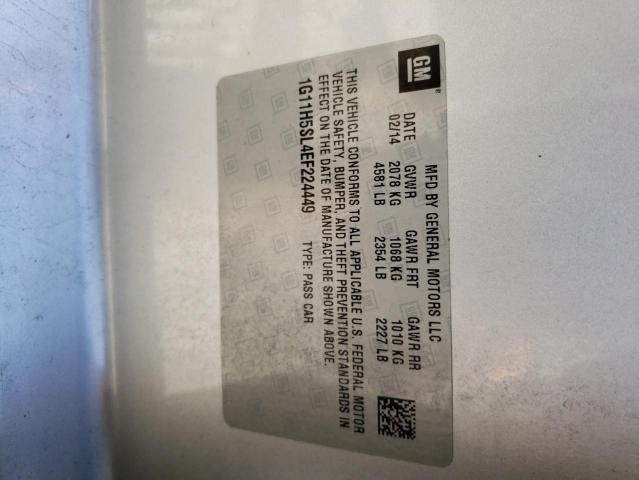 GM®
MFD BY GENERAL MOTORS LLC
DATE GVWR GAWR FRT GAWR RR
02/14 2078 KG 1068 KG 1010 KG
4581 LB 2354 LB 2227 LB
THIS VEHICLE CONFORMS TO ALL APPLICABLE U.S. FEDERAL MOTOR
VEHICLE SAFETY, BUMPER, AND THEFT PREVENTION STANDARDS IN
EFFECT ON THE DATE OF MANUFACTURE SHOWN ABOVE.
1G11H5SL4EF224449 TYPE: PASS CAR